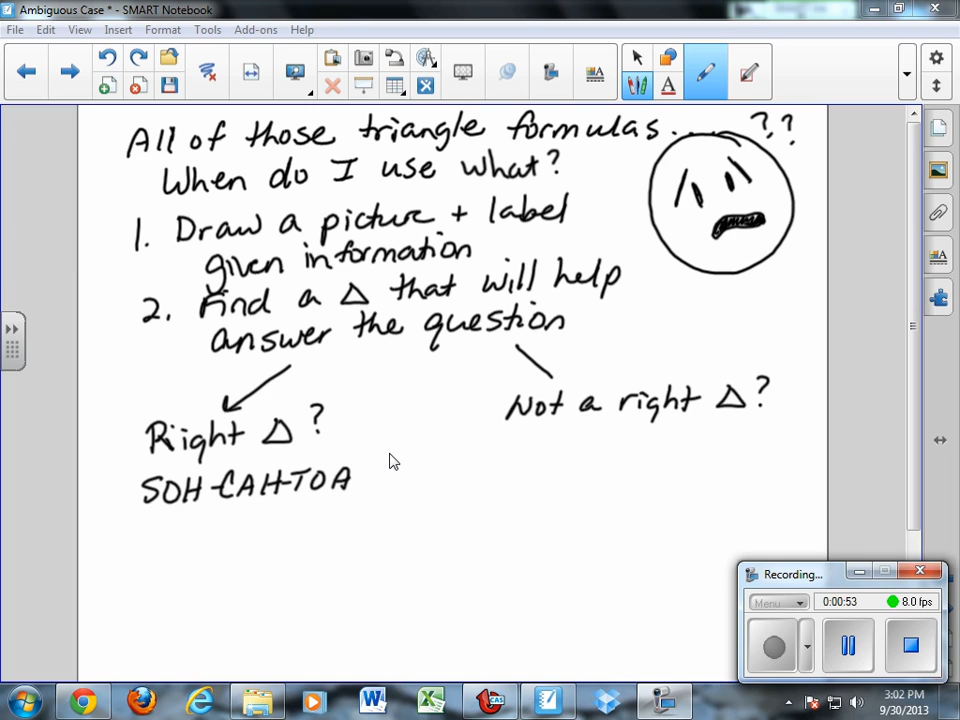 Ambiguous Case * - SMART Notebook
File Edit View Insert Format Tools Add-ons Help
All of those triangle formulas......???
When do I use what?
1. Draw a picture + label
given information
2. Find a Δ that will help
answer the question
Right Δ?
Not a right Δ?
SOH-CAH-TOA
Recording...
Menu
0:00:53
8.0 fps
3:02 PM
9/30/2013